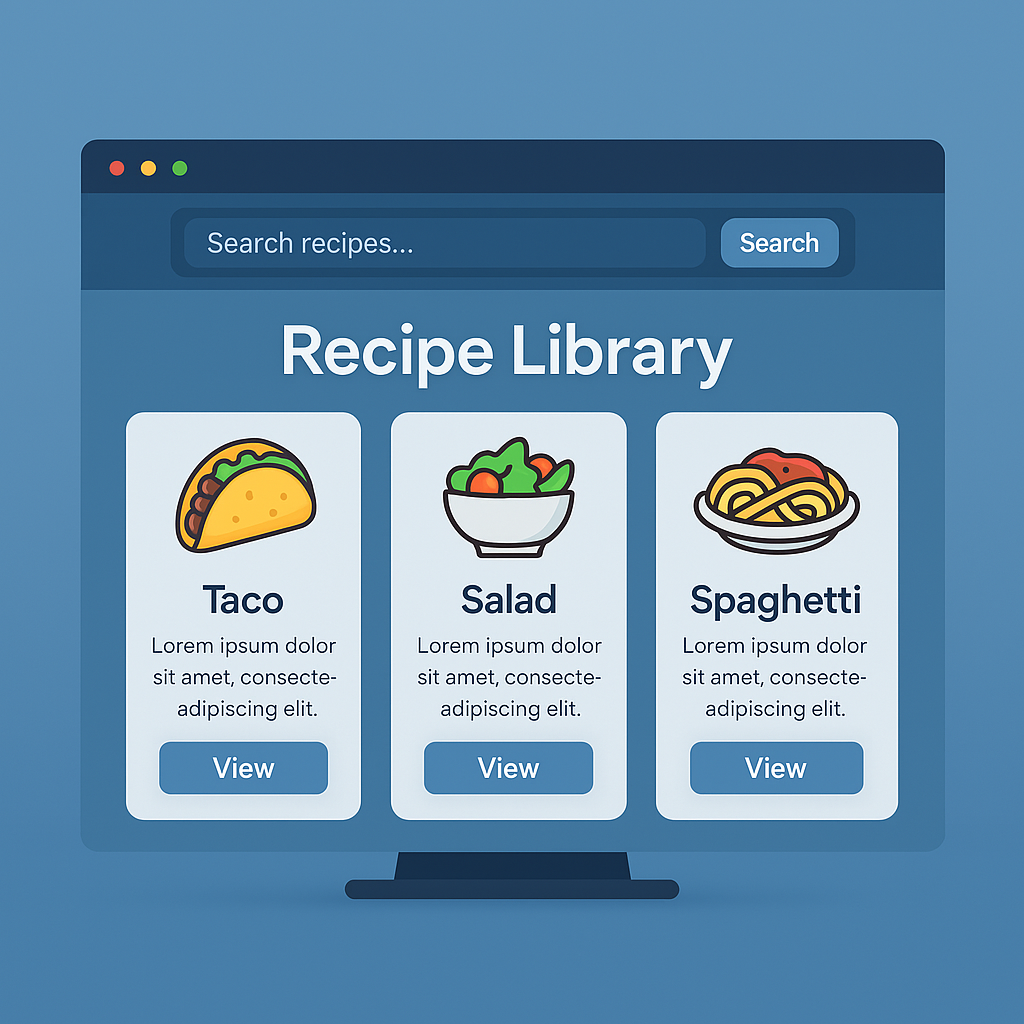 Search recipes...
Search
Recipe Library
Taco
Lorem ipsum dolor
sit amet, consecte-
adipiscing elit.
View
Salad
Lorem ipsum dolor
sit amet, consecte-
adipiscing elit.
View
Spaghetti
Lorem ipsum dolor
sit amet, consecte-
adipiscing elit.
View